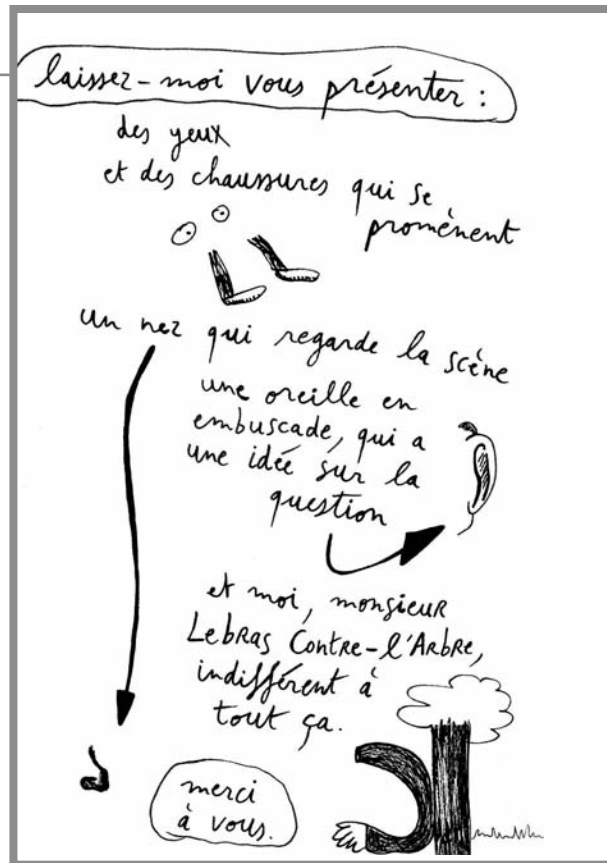 laissez-moi vous présenter :
des yeux
et des chaussures qui se
promènent
un nez qui regarde la scène
une oreille en
embuscade, qui a
une idée sur la
question
et moi, monsieur
Lebras Contre-l'Arbre,
indifférent à
tout ça.
merci
à vous.